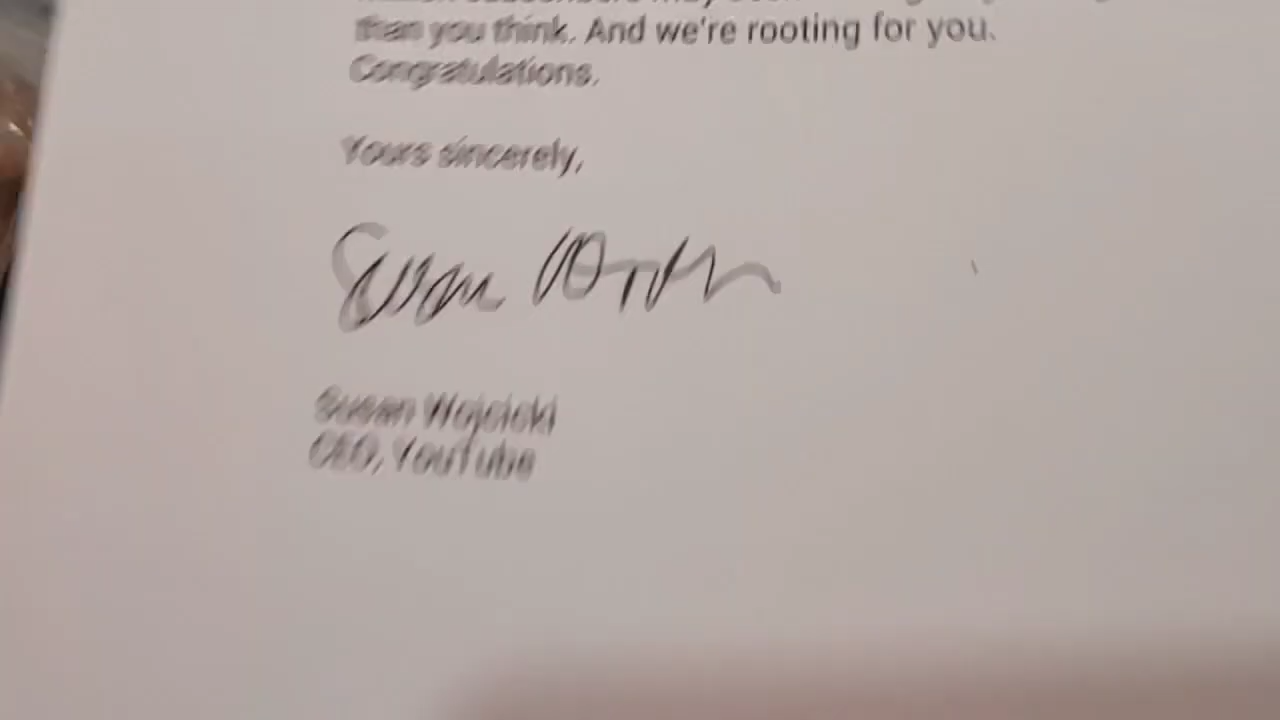 than you think. And we're rooting for you.
Congratulations.
Yours sincerely,
Susan Wojcicki
CEO, YouTube